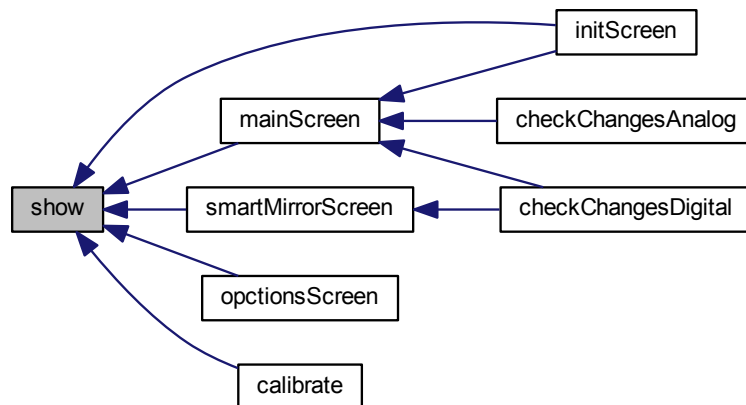 initScreen
mainScreen
checkChangesAnalog
show
smartMirrorScreen
checkChangesDigital
opctionsScreen
calibrate